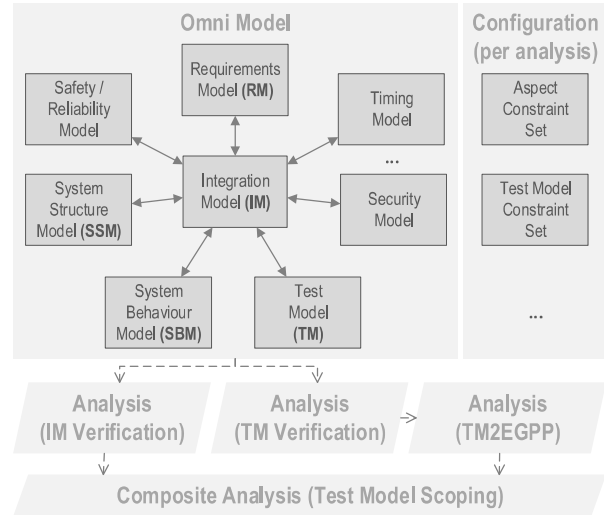 Omni Model
Configuration
(per analysis)
Safety /
Reliability
Model
Requirements
Model (RM)
Timing
Model
...
System
Structure
Model (SSM)
Integration
Model (IM)
Security
Model
System
Behaviour
Model (SBM)
Test
Model
(TM)
Aspect
Constraint
Set
Test Model
Constraint
Set
...
Analysis
(IM Verification)
Analysis
(TM Verification)
Analysis
(TM2EGPP)
Composite Analysis (Test Model Scoping)